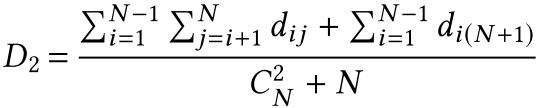 D_2 = \frac{\sum_{i=1}^{N-1} \sum_{j=i+1}^{N} d_{ij} + \sum_{i=1}^{N-1} d_{i(N+1)}}{C_N^2 + N}